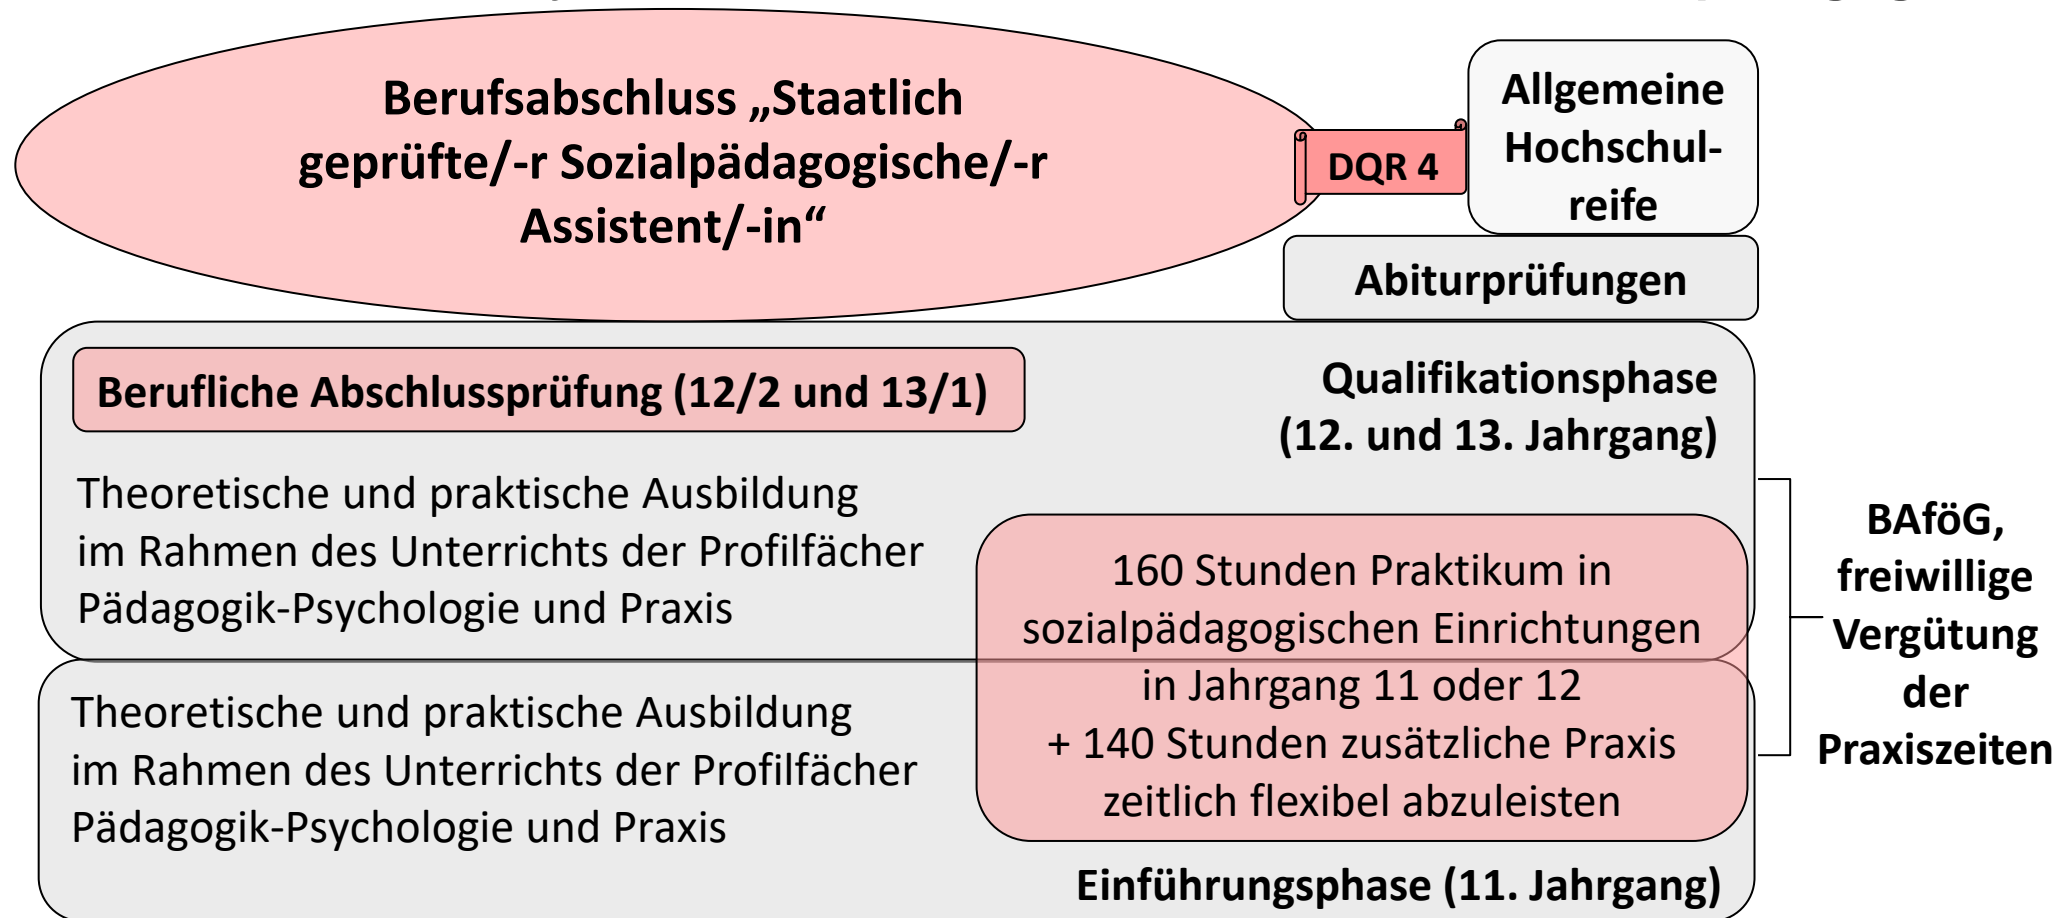 Berufsabschluss „Staatlich
geprüfte/-r Sozialpädagogische/-r
Assistent/-in“
DQR 4
Allgemeine
Hochschul-
reife
Abiturprüfungen
Berufliche Abschlussprüfung (12/2 und 13/1)
Qualifikationsphase
(12. und 13. Jahrgang)
Theoretische und praktische Ausbildung
im Rahmen des Unterrichts der Profilfächer
Pädagogik-Psychologie und Praxis
160 Stunden Praktikum in
sozialpädagogischen Einrichtungen
in Jahrgang 11 oder 12
+ 140 Stunden zusätzliche Praxis
zeitlich flexibel abzuleisten
BAföG,
freiwillige
Vergütung
der
Praxiszeiten
Theoretische und praktische Ausbildung
im Rahmen des Unterrichts der Profilfächer
Pädagogik-Psychologie und Praxis
Einführungsphase (11. Jahrgang)